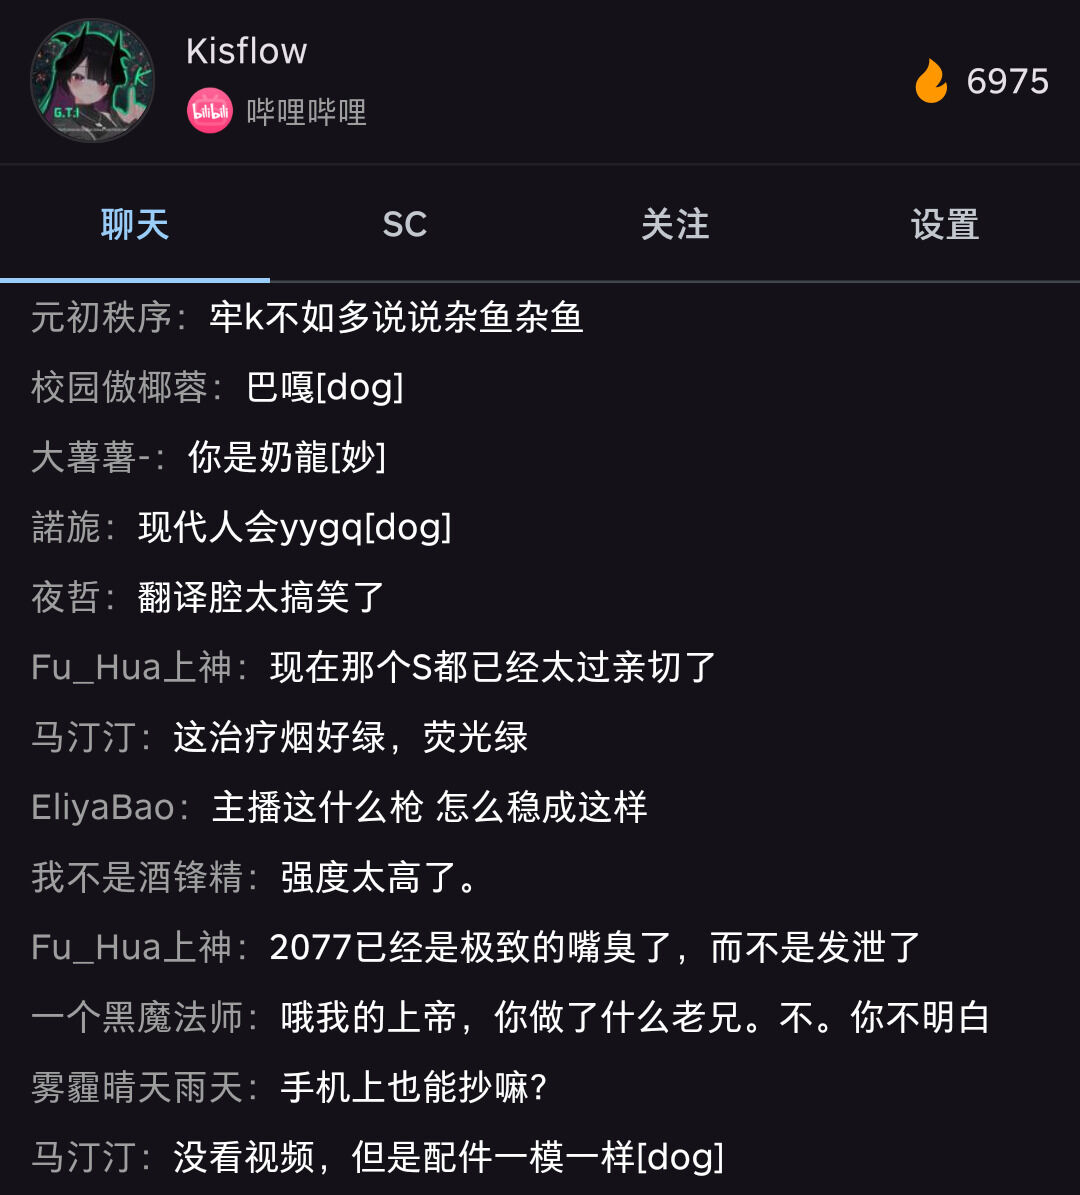 Kisflow
bilibili 哔哩哔哩
6975
G.T.I
聊天 SC 关注 设置
元初秩序：牢k不如多说说杂鱼杂鱼
校园傲椰蓉：巴嘎[dog]
大薯薯-：你是奶龍[妙]
諾旎：现代人会yygq[dog]
夜哲：翻译腔太搞笑了
Fu_Hua上神：现在那个S都已经太过亲切了
马汀汀：这治疗烟好绿，荧光绿
EliyaBao：主播这什么枪 怎么稳成这样
我不是酒锋精：强度太高了。
Fu_Hua上神：2077已经是极致的嘴臭了，而不是发泄了
一个黑魔法师：哦我的上帝，你做了什么老兄。不。你不明白
雾霾晴天雨天：手机上也能抄嘛?
马汀汀：没看视频，但是配件一模一样[dog]